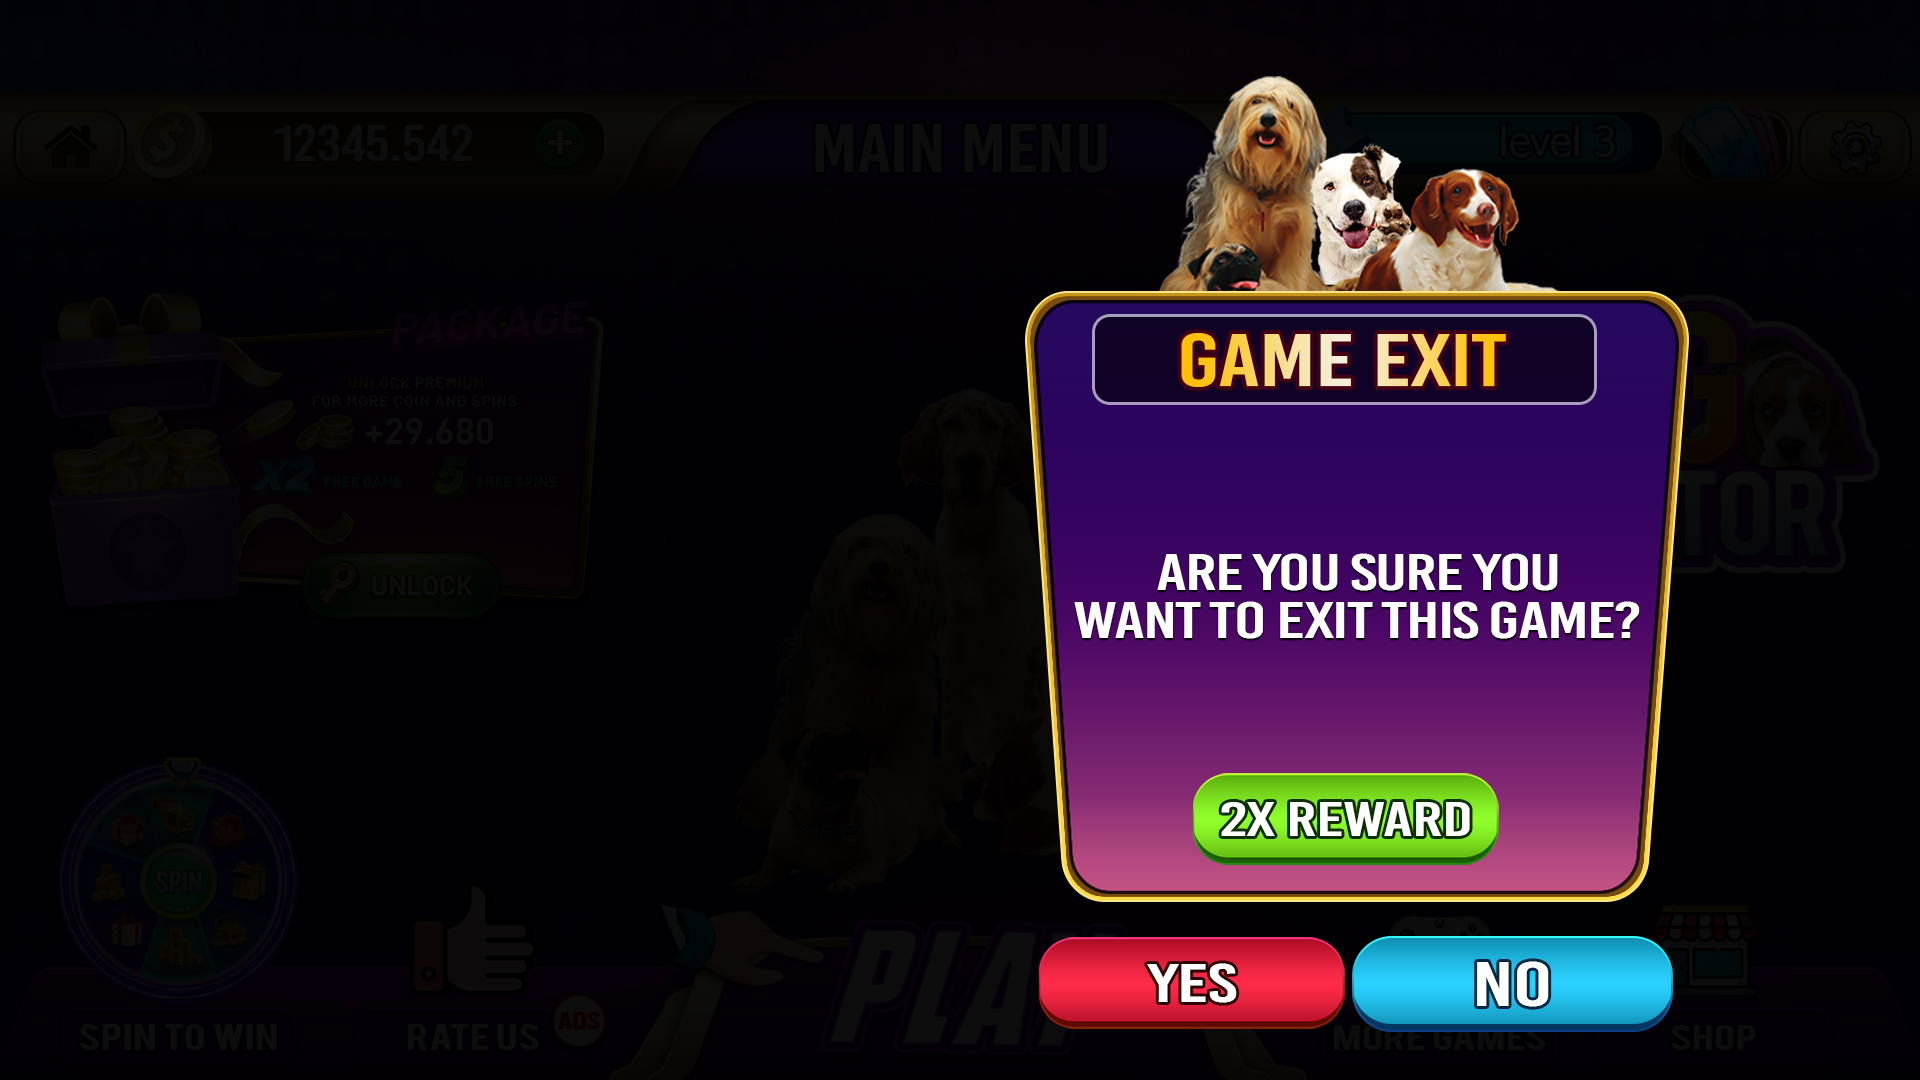 12345.542
+
MAIN MENU
level 3
PACKAGE
UNLOCK PREMIUM
FOR MORE COIN AND SPINS
+29.680
X2 FREE GAME 5 FREE SPINS
UNLOCK
GAME EXIT
ARE YOU SURE YOU
WANT TO EXIT THIS GAME?
2X REWARD
YES
NO
SPIN
SPIN TO WIN
RATE US
ADS
PLAY
MORE GAMES
SHOP